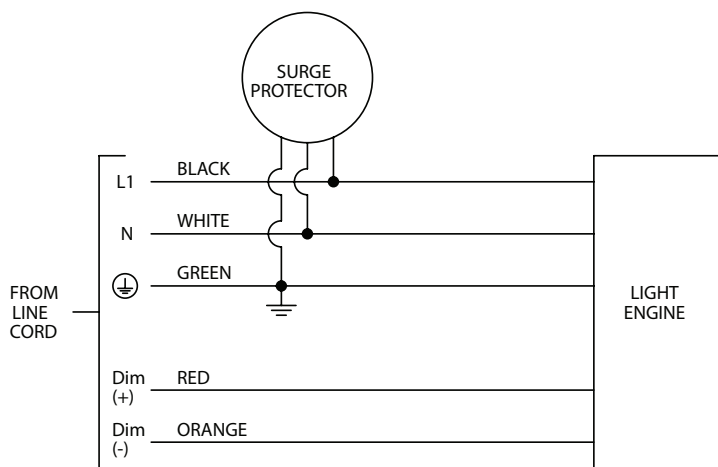 SURGE
PROTECTOR
L1 BLACK
N WHITE
GREEN
FROM
LINE
CORD
LIGHT
ENGINE
Dim
(+)
RED
Dim
(-)
ORANGE